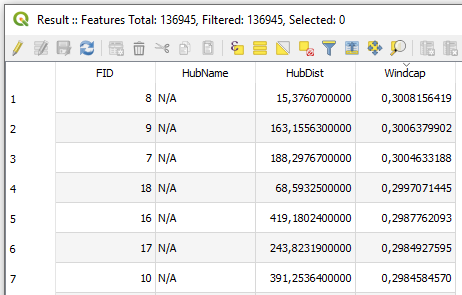 Result :: Features Total: 136945, Filtered: 136945, Selected: 0
FID HubName HubDist Windcap
1 8 N/A 15,3760700000 0,3008156419
2 9 N/A 163,1556300000 0,3006379902
3 7 N/A 188,2976700000 0,3004633188
4 18 N/A 68,5932500000 0,2997071445
5 16 N/A 419,1802400000 0,2987762093
6 17 N/A 243,8231900000 0,2984927595
7 10 N/A 391,2536400000 0,2984584570